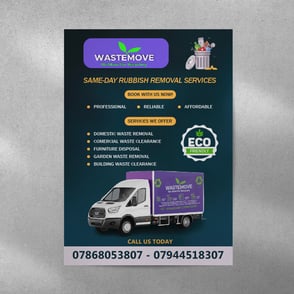 WASTEMOVE
SAME-DAY RUBBISH REMOVAL SERVICES
BOOK WITH US NOW!
PROFESSIONAL RELIABLE AFFORDABLE
SERVICES WE OFFER
DOMESTIC WASTE REMOVAL
COMERCIAL WASTE CLEARANCE
FURNITURE DISPOSAL
GARDEN WASTE REMOVAL
BUILDING WASTE CLEARANCE
ECO
FRIENDLY
WASTEMOVE
CALL US TODAY
07868053807 - 07944518307